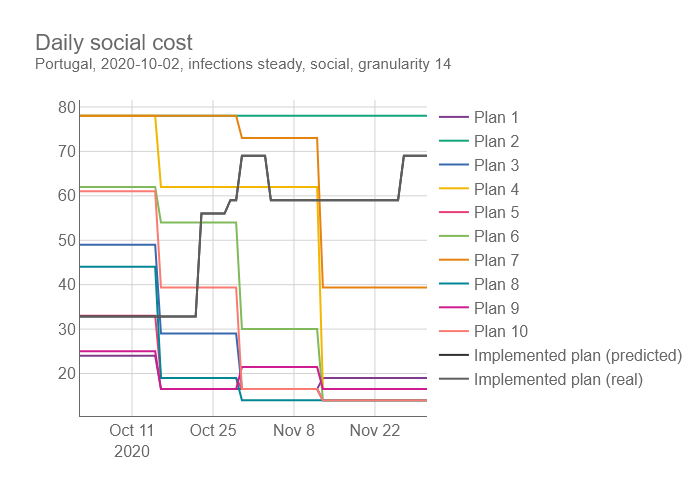 Daily social cost
Portugal, 2020-10-02, infections steady, social, granularity 14
80
70
60
50
40
30
20
Oct 11
2020
Oct 25
Nov 8
Nov 22
Plan 1
Plan 2
Plan 3
Plan 4
Plan 5
Plan 6
Plan 7
Plan 8
Plan 9
Plan 10
Implemented plan (predicted)
Implemented plan (real)